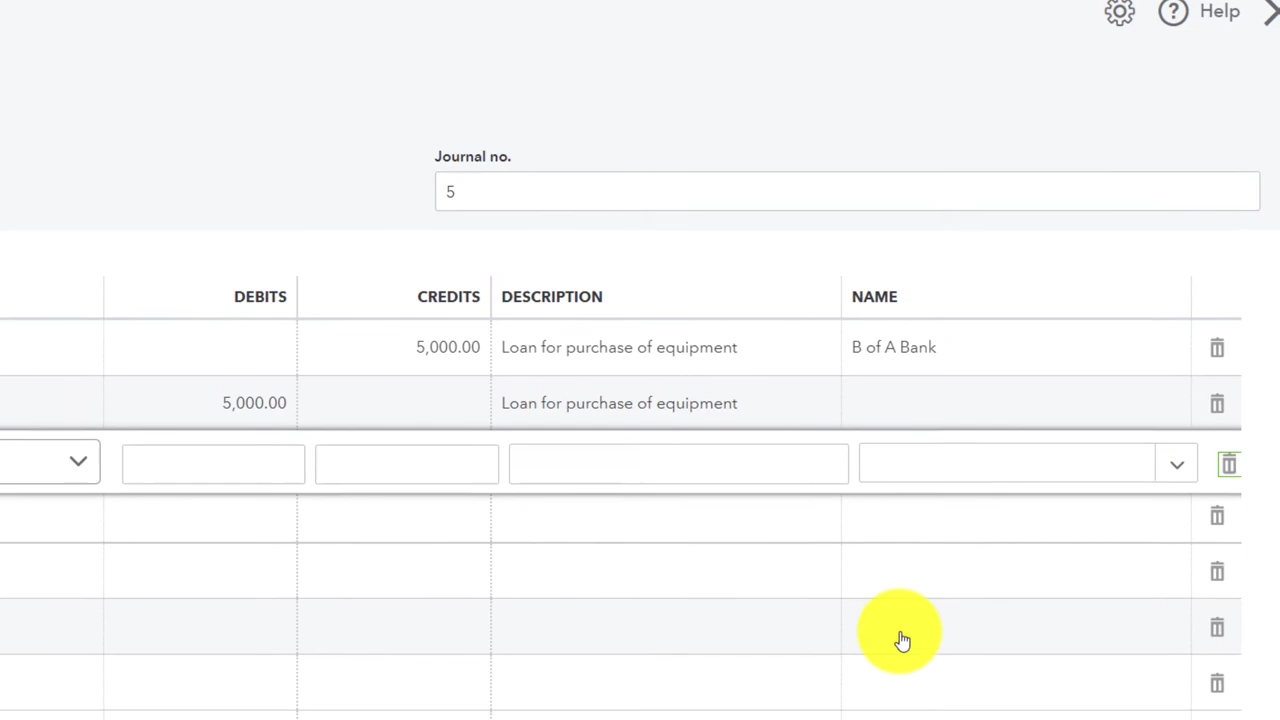 Help
Journal no.
5
DEBITS CREDITS DESCRIPTION NAME
5,000.00 Loan for purchase of equipment B of A Bank
5,000.00 Loan for purchase of equipment